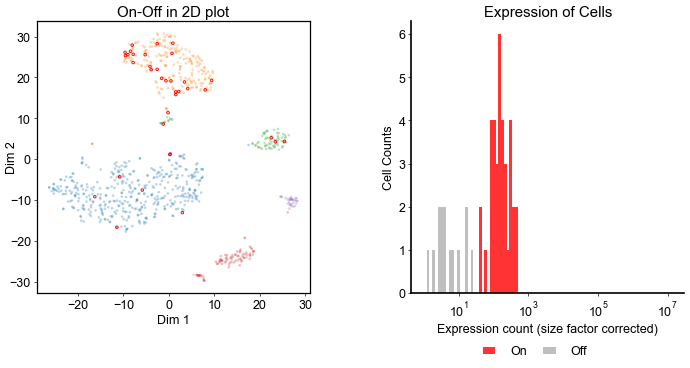 On-Off in 2D plot
30
20
10
0
−10
−20
−30
Dim 2
−20 −10 0 10 20 30
Dim 1
Expression of Cells
6
5
4
3
2
1
0
Cell Counts
10^1 10^3 10^5 10^7
Expression count (size factor corrected)
On Off